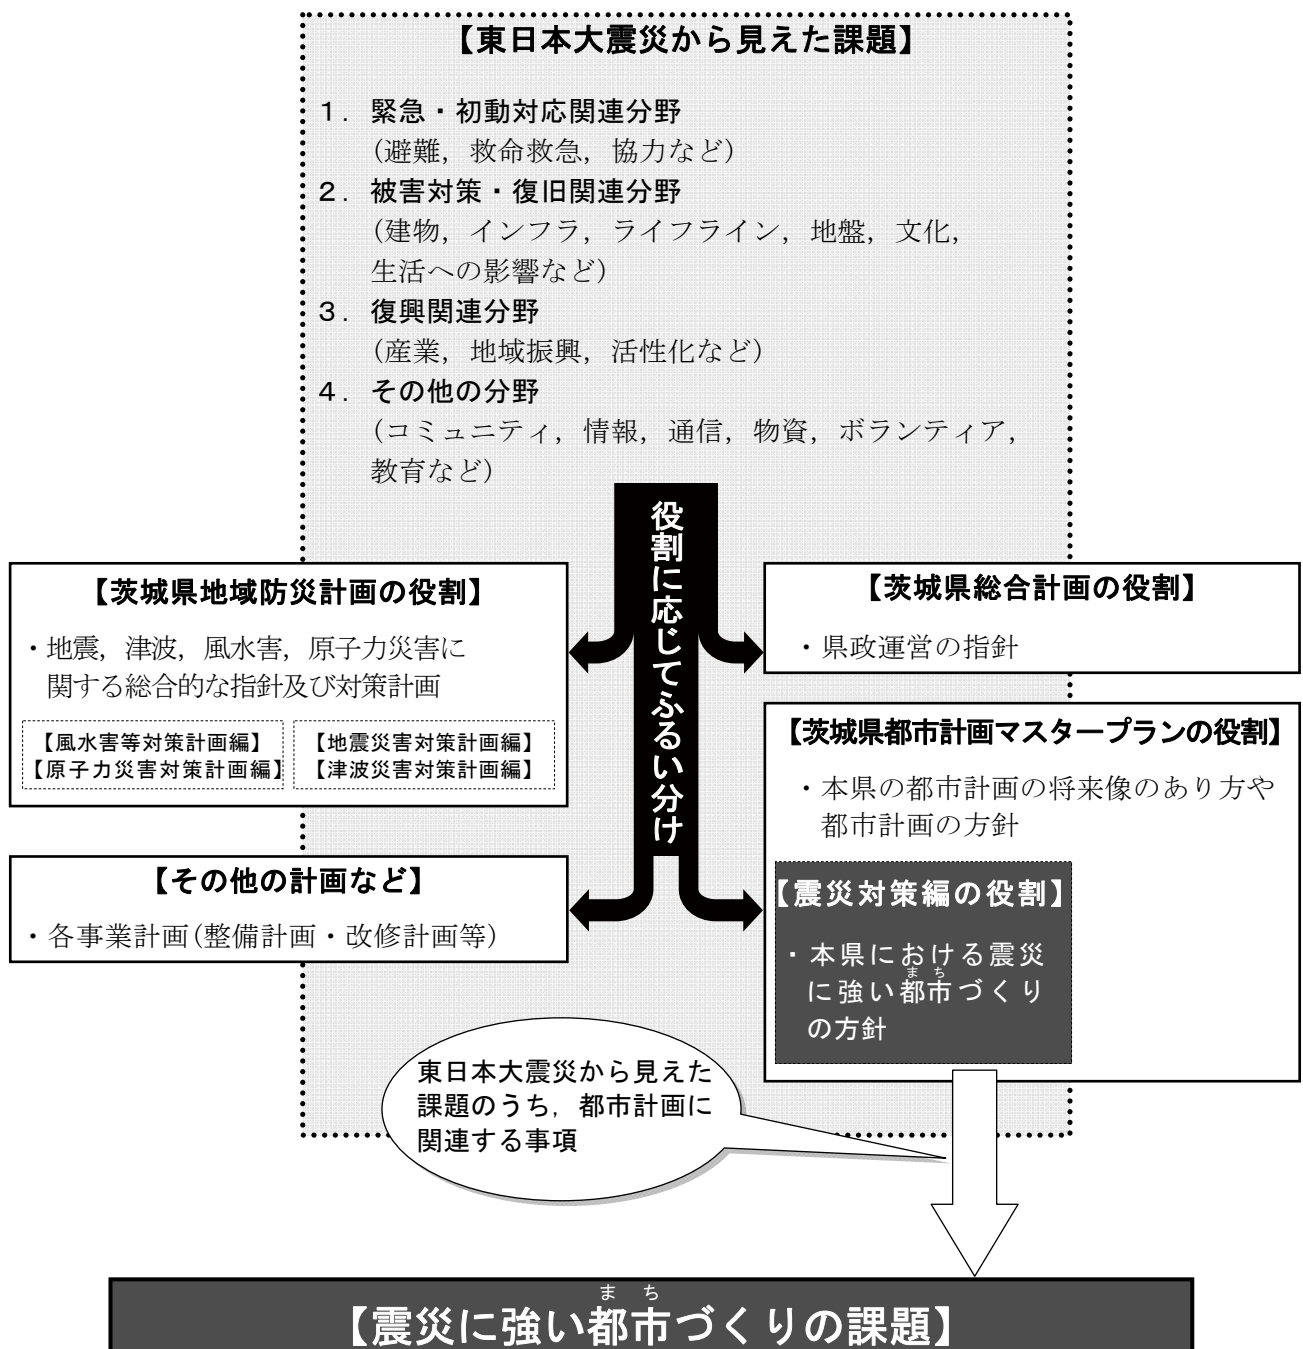 【東日本大震災から見えた課題】
１．緊急・初動対応関連分野
（避難，救命救急，協力など）
２．被害対策・復旧関連分野
（建物，インフラ，ライフライン，地盤，文化，
生活への影響など）
３．復興関連分野
（産業，地域振興，活性化など）
４．その他の分野
（コミュニティ，情報，通信，物資，ボランティア，
教育など）
役割に応じてふるい分け
【茨城県地域防災計画の役割】
・地震，津波，風水害，原子力災害に
関する総合的な指針及び対策計画
【風水害等対策計画編】
【原子力災害対策計画編】
【地震災害対策計画編】
【津波災害対策計画編】
【茨城県総合計画の役割】
・県政運営の指針
【茨城県都市計画マスタープランの役割】
・本県の都市計画の将来像のあり方や
都市計画の方針
【その他の計画など】
・各事業計画(整備計画・改修計画等)
【震災対策編の役割】
・本県における震災
まち
に強い都市づくり
の方針
東日本大震災から見えた
課題のうち，都市計画に
関連する事項
まち
【震災に強い都市づくりの課題】